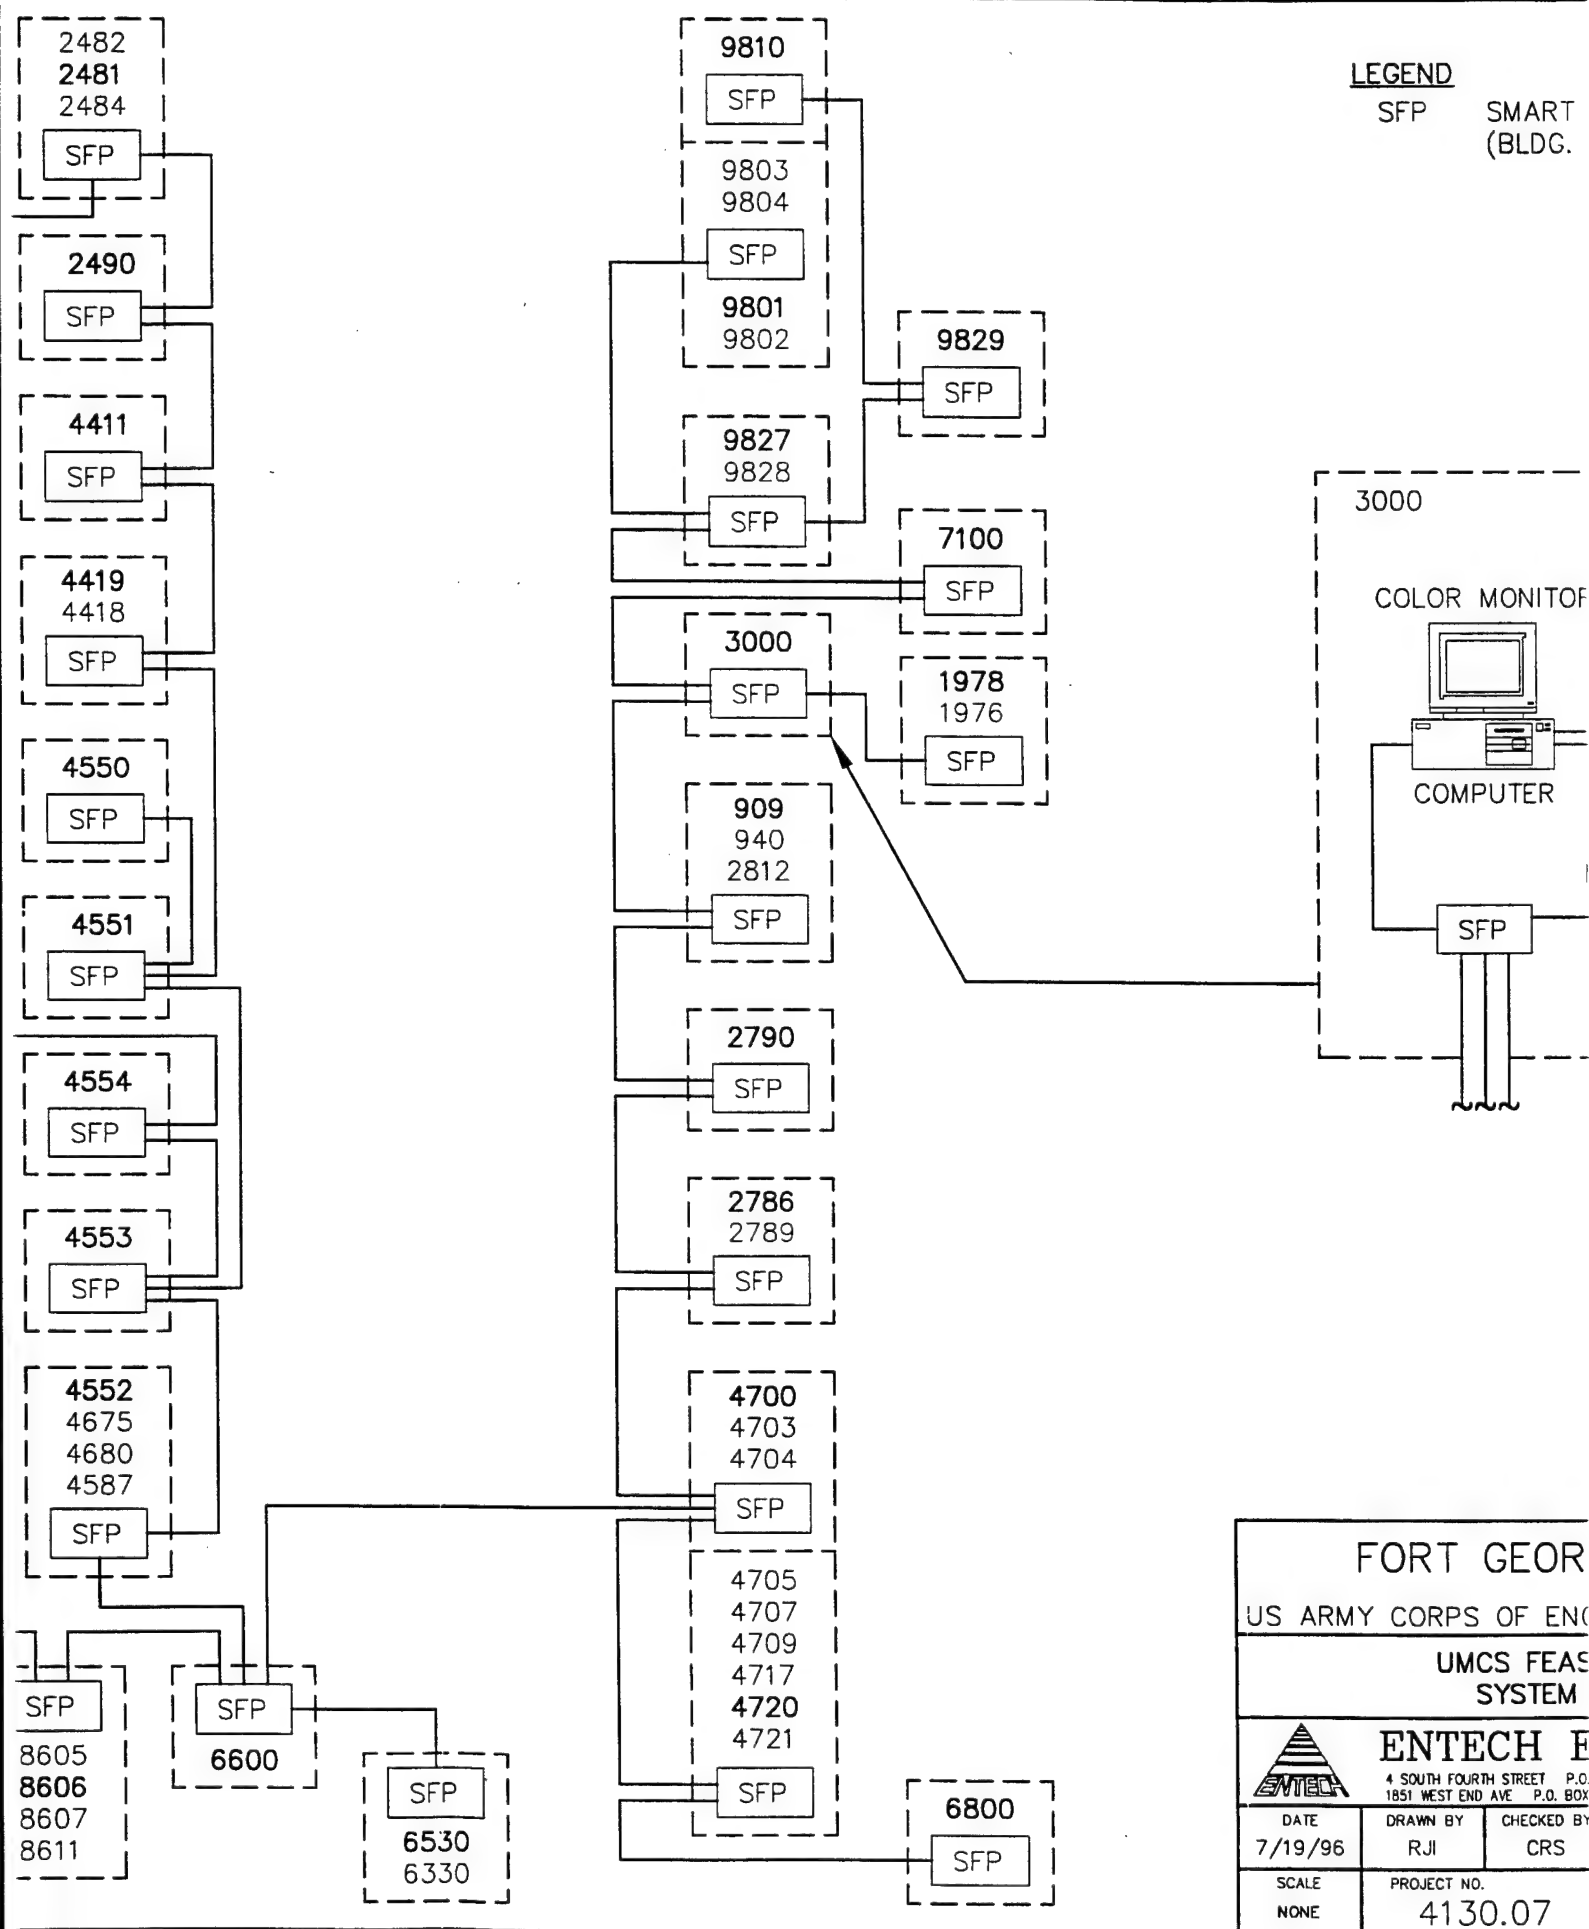 2482
2481
2484
SFP
2490
SFP
4411
SFP
4419
4418
SFP
4550
SFP
4551
SFP
4554
SFP
4553
SFP
4552
4675
4680
4587
SFP
SFP
8605
8606
8607
8611
SFP
6600
SFP
6530
6330
9810
SFP
9803
9804
SFP
9801
9802
9827
9828
SFP
3000
SFP
909
940
2812
SFP
2790
SFP
2786
2789
SFP
4700
4703
4704
SFP
4705
4707
4709
4717
4720
4721
SFP
9829
SFP
7100
SFP
1978
1976
SFP
6800
SFP
LEGEND
SFP SMART
(BLDG.
3000
COLOR MONITOR
COMPUTER
SFP
FORT GEOR
US ARMY CORPS OF ENG
UMCS FEAS
SYSTEM
ENTECH
ENTECH E
4 SOUTH FOURTH STREET P.O.
1851 WEST END AVE P.O. BOX
DATE
7/19/96
DRAWN BY
RJI
CHECKED BY
CRS
SCALE
NONE
PROJECT NO.
4130.07